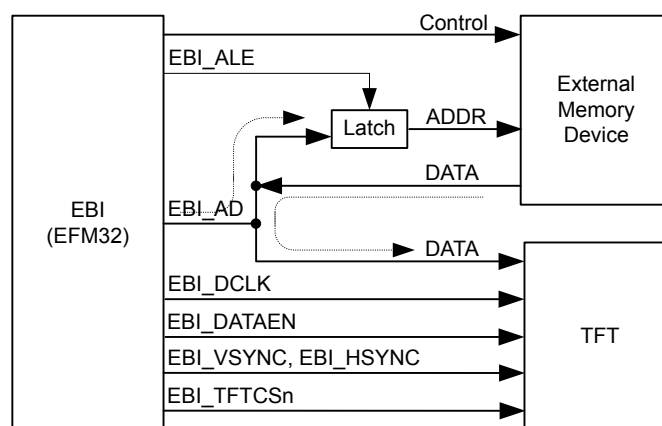 Control
EBI_ALE
External
Memory
Device
Latch
ADDR
DATA
EBI
(EFM32)
EBI_AD
DATA
EBI_DCLK
EBI_DATAEN
TFT
EBI_VSYNC, EBI_HSYNC
EBI_TFTCSn